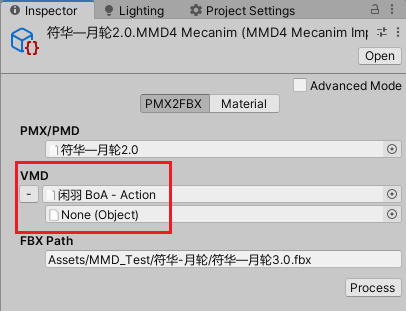 Inspector Lighting Project Settings
符华—月轮2.0.MMD4 Mecanim (MMD4 Mecanim Imp
Open
Advanced Mode
PMX2FBX Material
PMX/PMD
符华—月轮2.0
VMD
- 闲羽 BoA - Action
None (Object)
FBX Path
Assets/MMD_Test/符华-月轮/符华—月轮3.0.fbx
Process